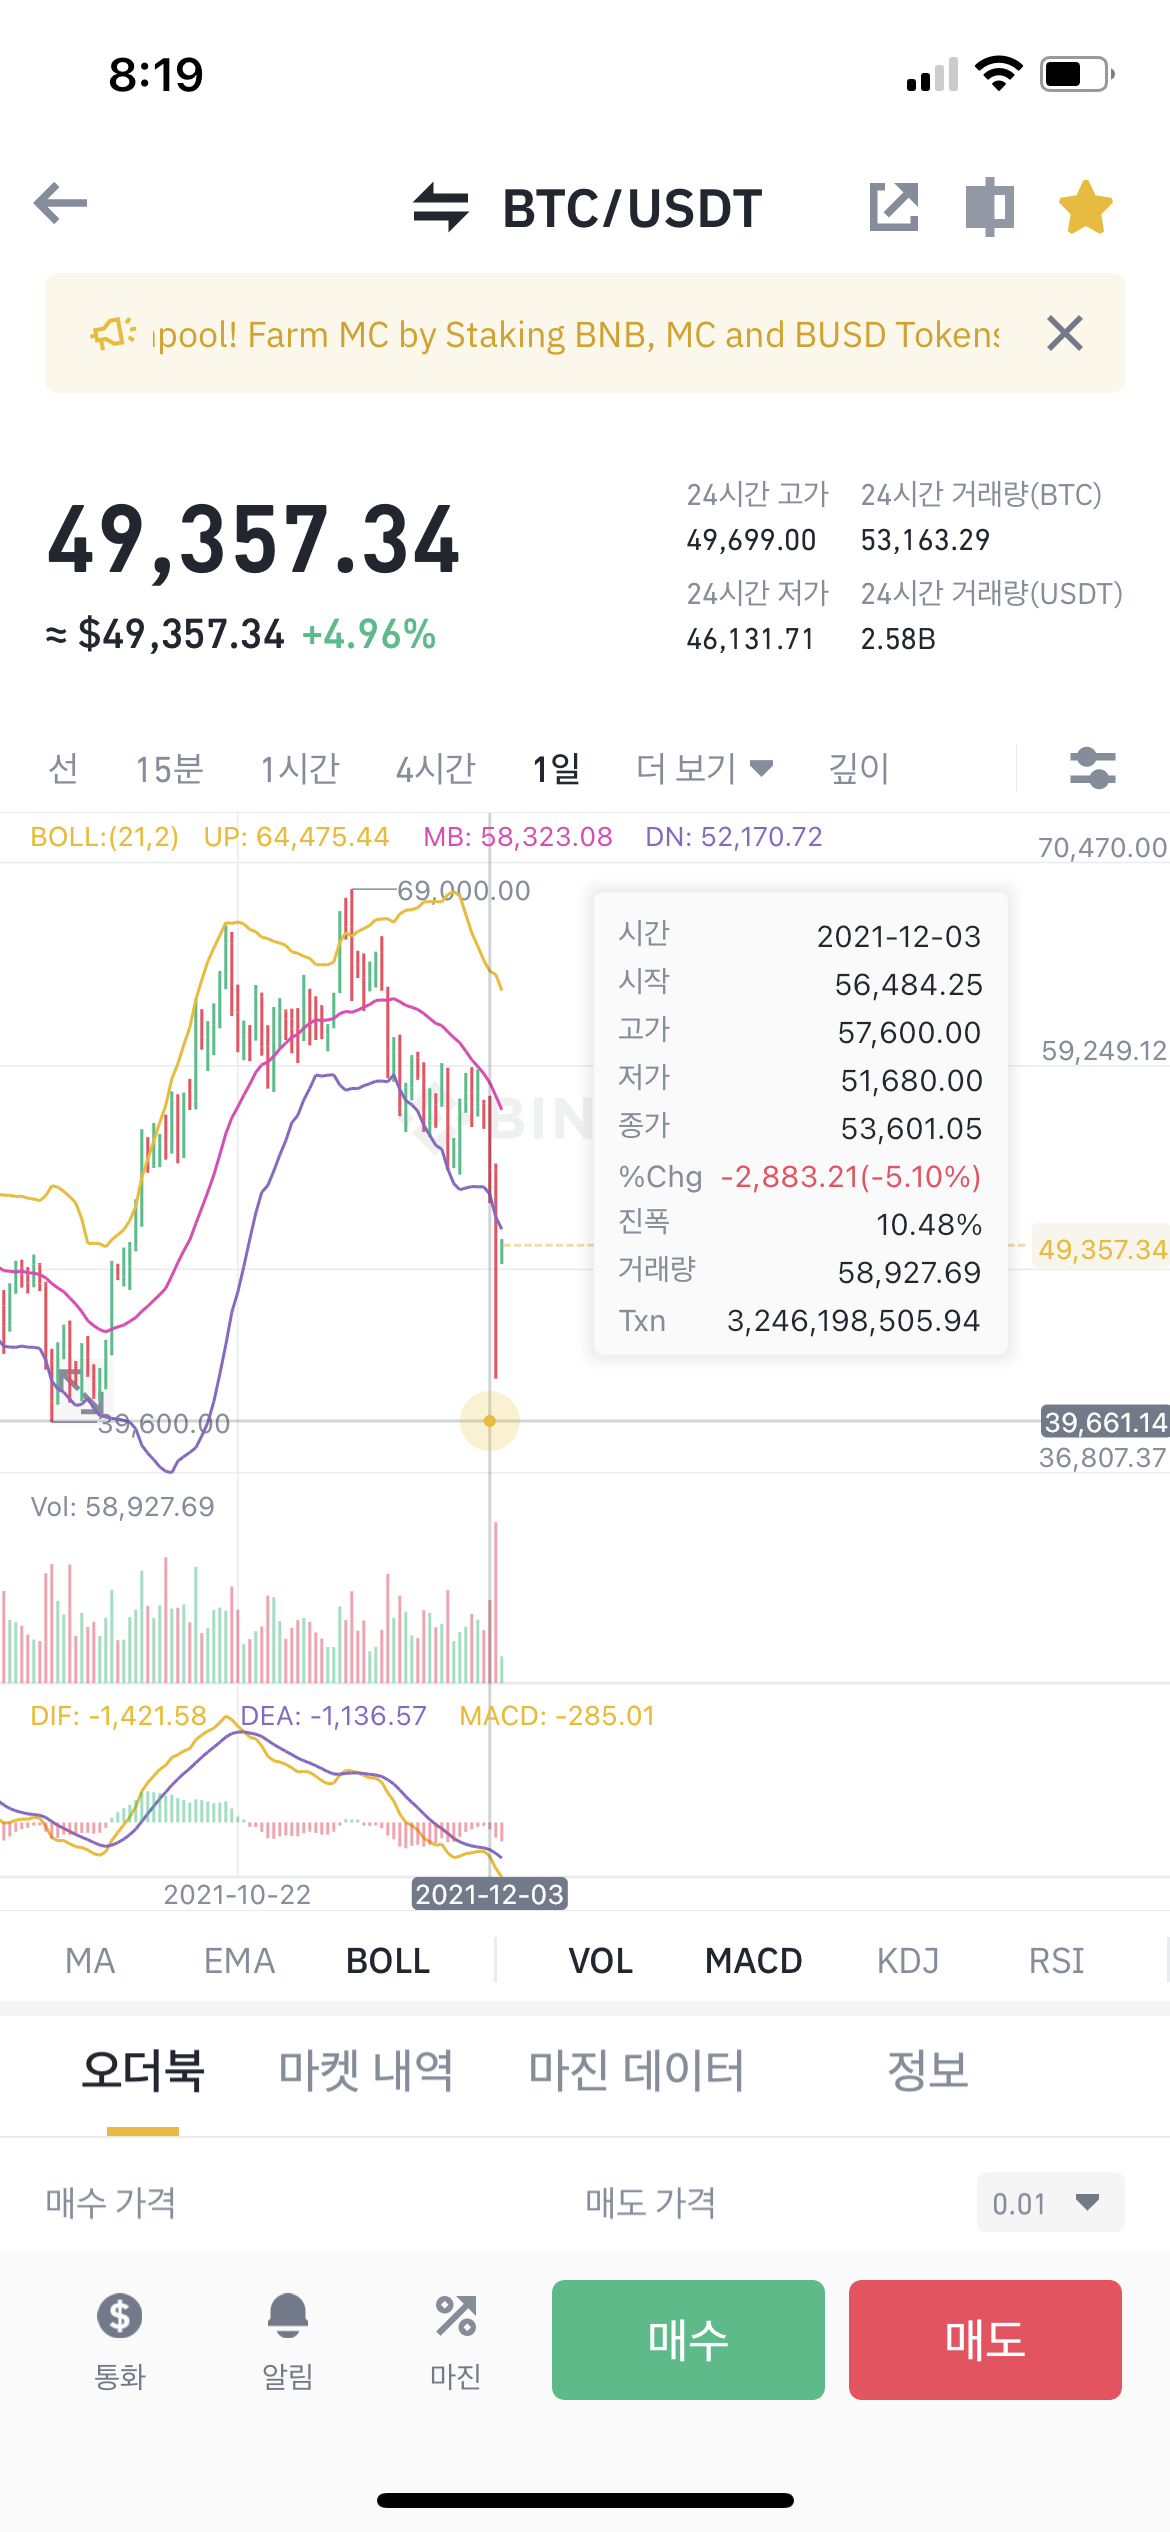 8:19
BTC/USDT
pool! Farm MC by Staking BNB, MC and BUSD Tokens
49,357.34
≈ $49,357.34 +4.96%
24시간 고가
49,699.00
24시간 거래량(BTC)
53,163.29
24시간 저가
46,131.71
24시간 거래량(USDT)
2.58B
선 15분 1시간 4시간 1일 더 보기 깊이
BOLL:(21,2) UP: 64,475.44 MB: 58,323.08 DN: 52,170.72
70,470.00
69,000.00
시간 2021-12-03
시작 56,484.25
고가 57,600.00
저가 51,680.00
종가 53,601.05
%Chg -2,883.21(-5.10%)
진폭 10.48%
거래량 58,927.69
Txn 3,246,198,505.94
59,249.12
BIN
49,357.34
39,600.00
39,661.14
36,807.37
Vol: 58,927.69
DIF: -1,421.58 DEA: -1,136.57 MACD: -285.01
2021-10-22 2021-12-03
MA EMA BOLL VOL MACD KDJ RSI
오더북 마켓 내역 마진 데이터 정보
매수 가격 매도 가격 0.01
통화 알림 마진 매수 매도